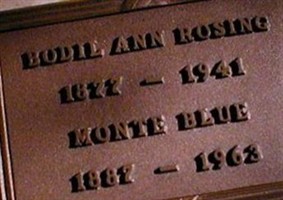 BODIL ANN ROSING
1877 — 1941
MONTE BLUE
1887 — 1963